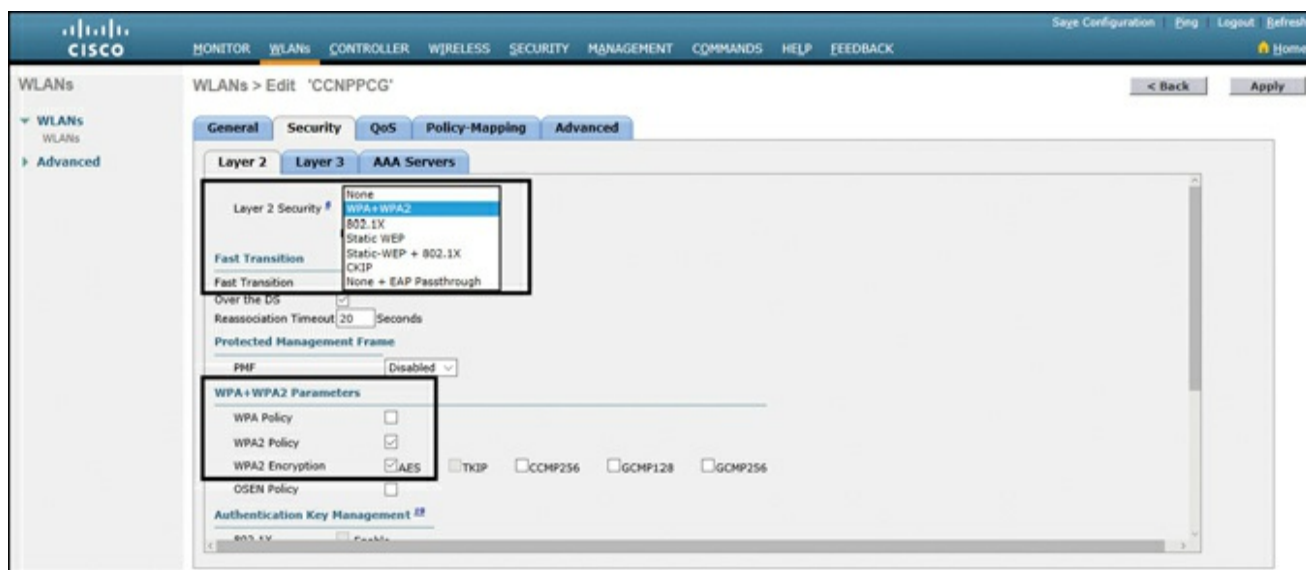 Save Configuration Ping Logout Refresh
CISCO MONITOR WLANs CONTROLLER WIRELESS SECURITY MANAGEMENT COMMANDS HELP FEEDBACK Home
WLANs WLANs > Edit 'CCNPPCG' < Back Apply
WLANs
WLANs
Advanced
General Security QoS Policy-Mapping Advanced
Layer 2 Layer 3 AAA Servers
Layer 2 Security
None
WPA+WPA2
802.1X
Static WEP
Static-WEP + 802.1X
CKIP
None + EAP Passthrough
Fast Transition
Fast Transition
Over the DS
Reassociation Timeout 20 Seconds
Protected Management Frame
PMF Disabled
WPA+WPA2 Parameters
WPA Policy
WPA2 Policy
WPA2 Encryption AES TKIP CCMP256 GCMP128 GCMP256
OSEN Policy
Authentication Key Management
802.1X Enable